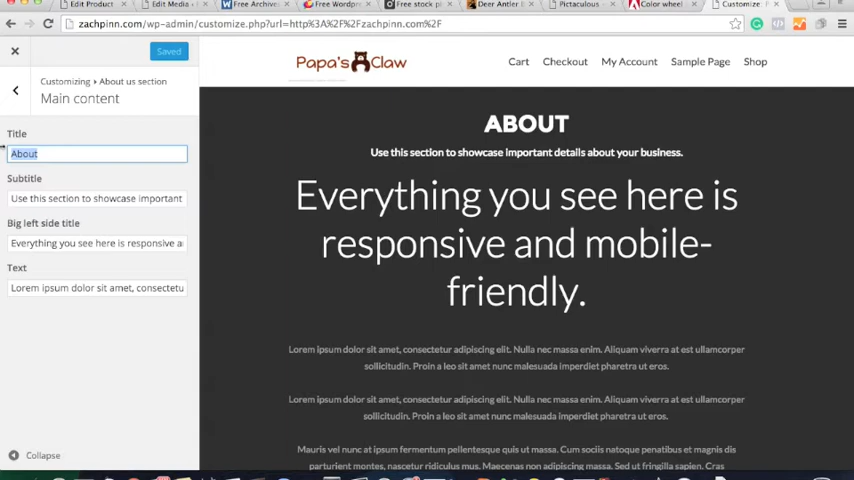 Edit Product
Edit Media
Free Archives
Free Wordpre
Free stock p
Deer Antler E
Pictaculous
Color wheel
Customize: P
zachpinn.com/wp-admin/customize.php?url=http%3A%2F%2Fzachpinn.com%2F
Saved
Customizing ▸ About us section
Main content
Title
About
Subtitle
Use this section to showcase important
Big left side title
Everything you see here is responsive a
Text
Lorem ipsum dolor sit amet, consectetu
Collapse
Papa's Claw
Cart
Checkout
My Account
Sample Page
Shop
ABOUT
Use this section to showcase important details about your business.
Everything you see here is
responsive and mobile-
friendly.
Lorem ipsum dolor sit amet, consectetur adipiscing elit. Nulla nec massa enim. Aliquam viverra at est ullamcorper
sollicitudin. Proin a leo sit amet nunc malesuada imperdiet pharetra ut eros.
Lorem ipsum dolor sit amet, consectetur adipiscing elit. Nulla nec massa enim. Aliquam viverra at est ullamcorper
sollicitudin. Proin a leo sit amet nunc malesuada imperdiet pharetra ut eros.
Mauris vel nunc at ipsum fermentum pellentesque quis ut massa. Cum sociis natoque penatibus et magnis dis
parturient montes, nascetur ridiculus mus. Maecenas non adipiscing massa. Sed ut fringilla sapien. Cras